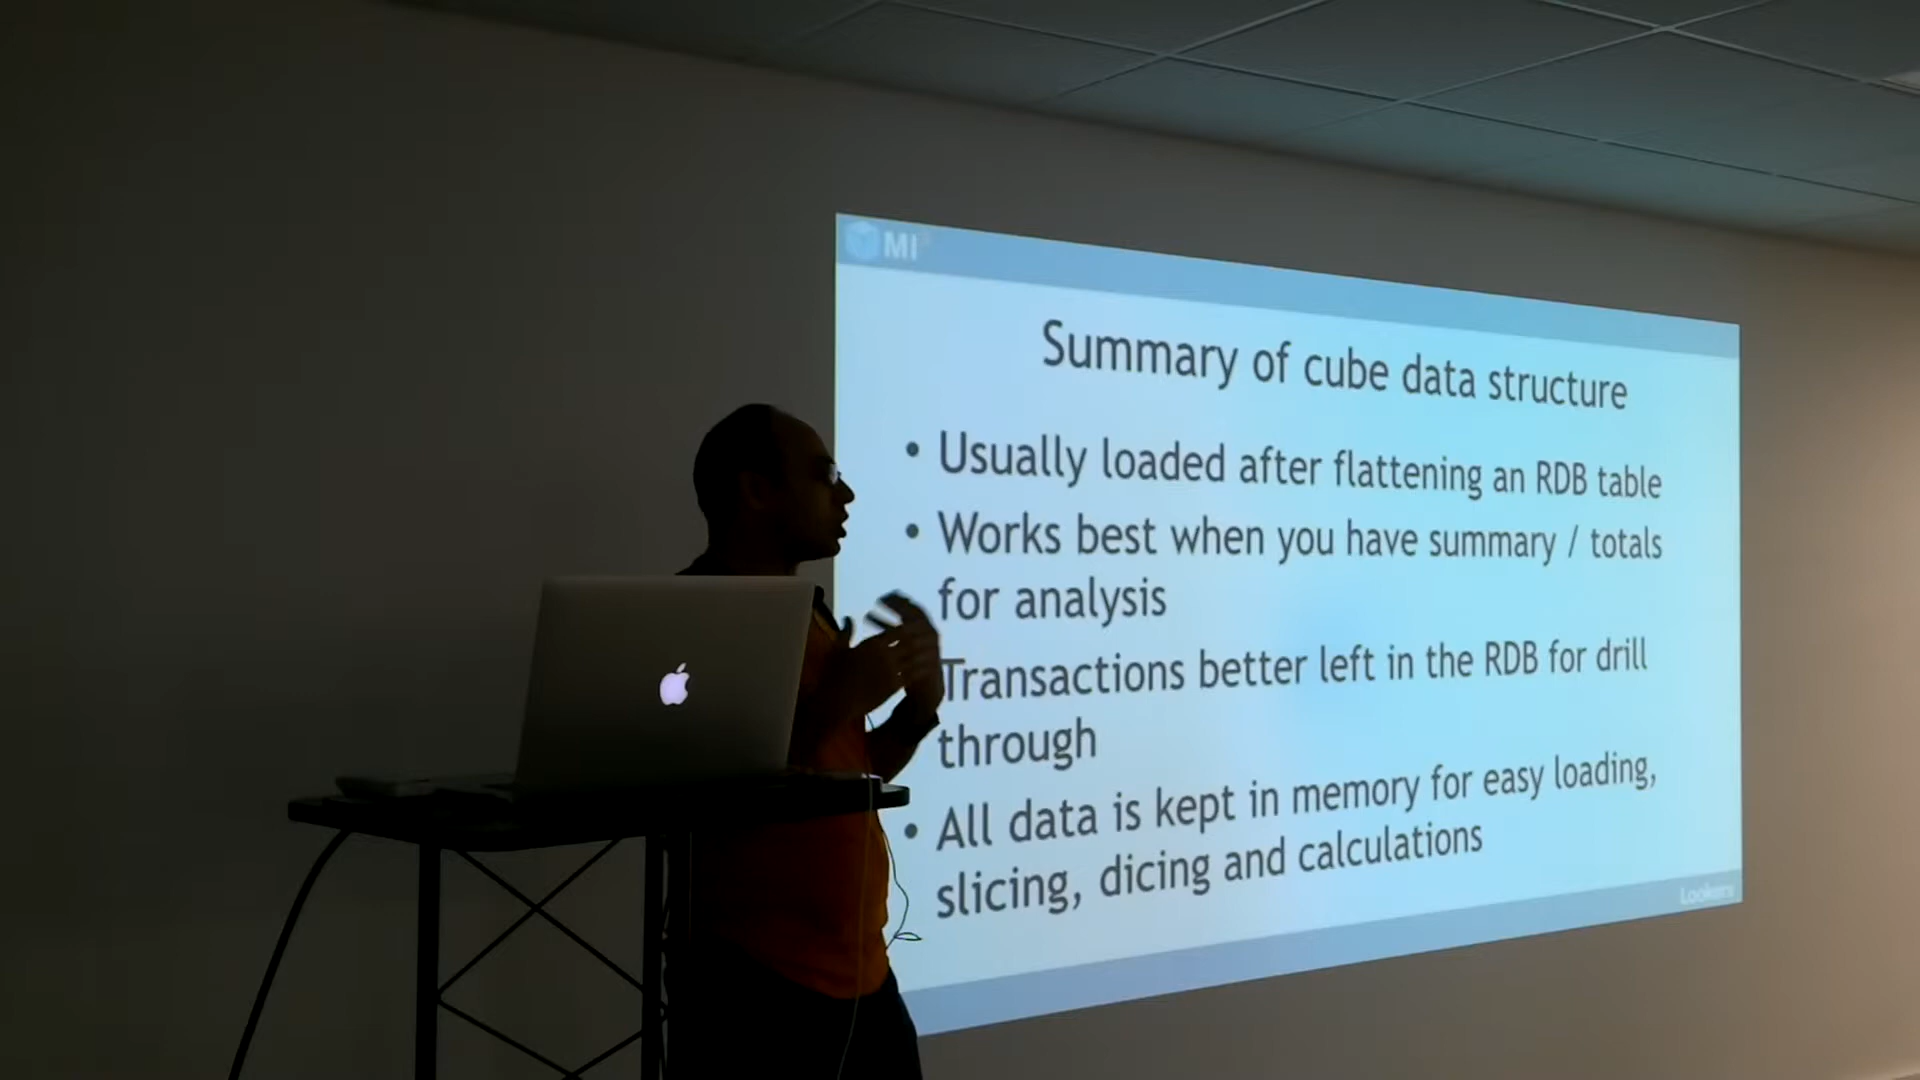 MI
Summary of cube data structure
• Usually loaded after flattening an RDB table
• Works best when you have summary / totals
for analysis
Transactions better left in the RDB for drill
through
• All data is kept in memory for easy loading,
slicing, dicing and calculations
Lookers